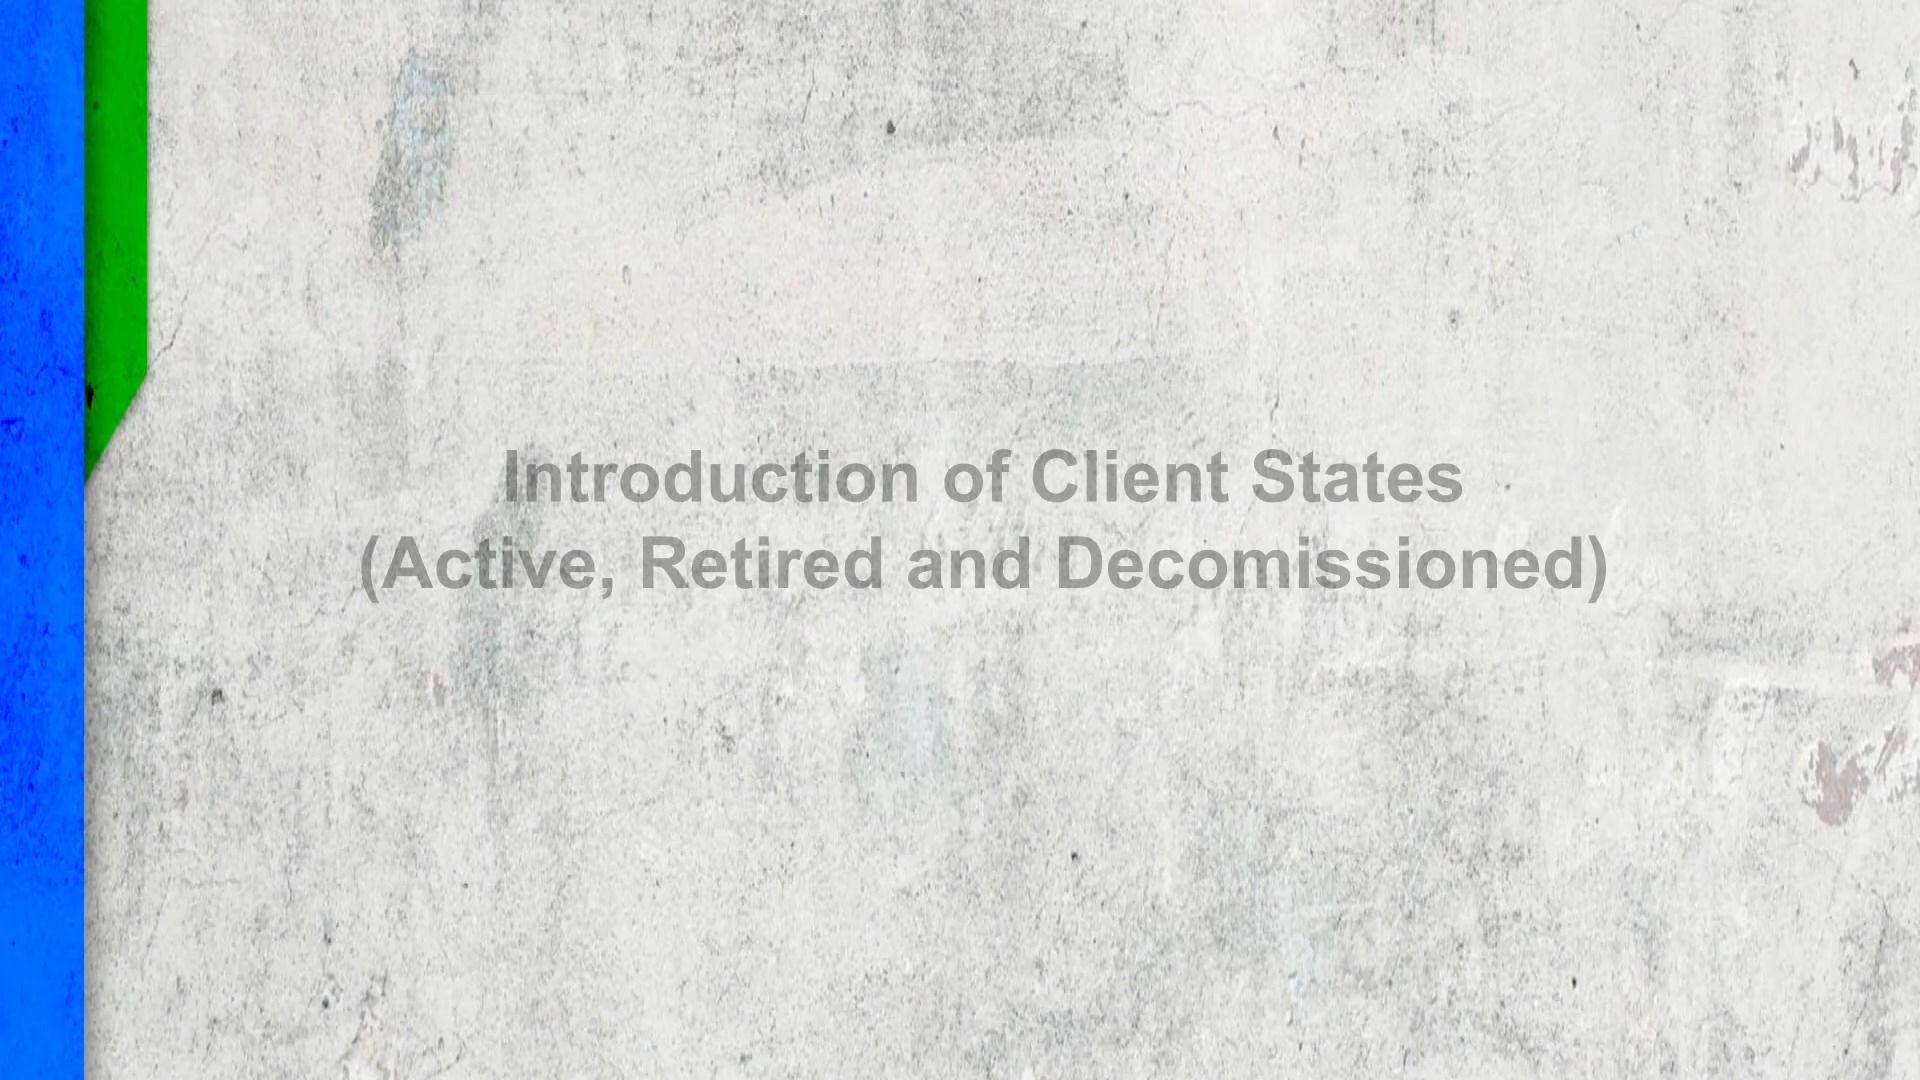 Introduction of Client States
(Active, Retired and Decomissioned)